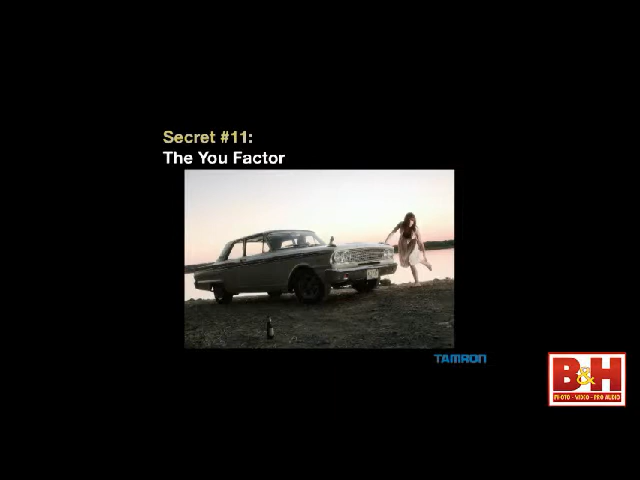 Secret #11:
The You Factor
TAMRON
B&H
PHOTO - VIDEO - PRO AUDIO